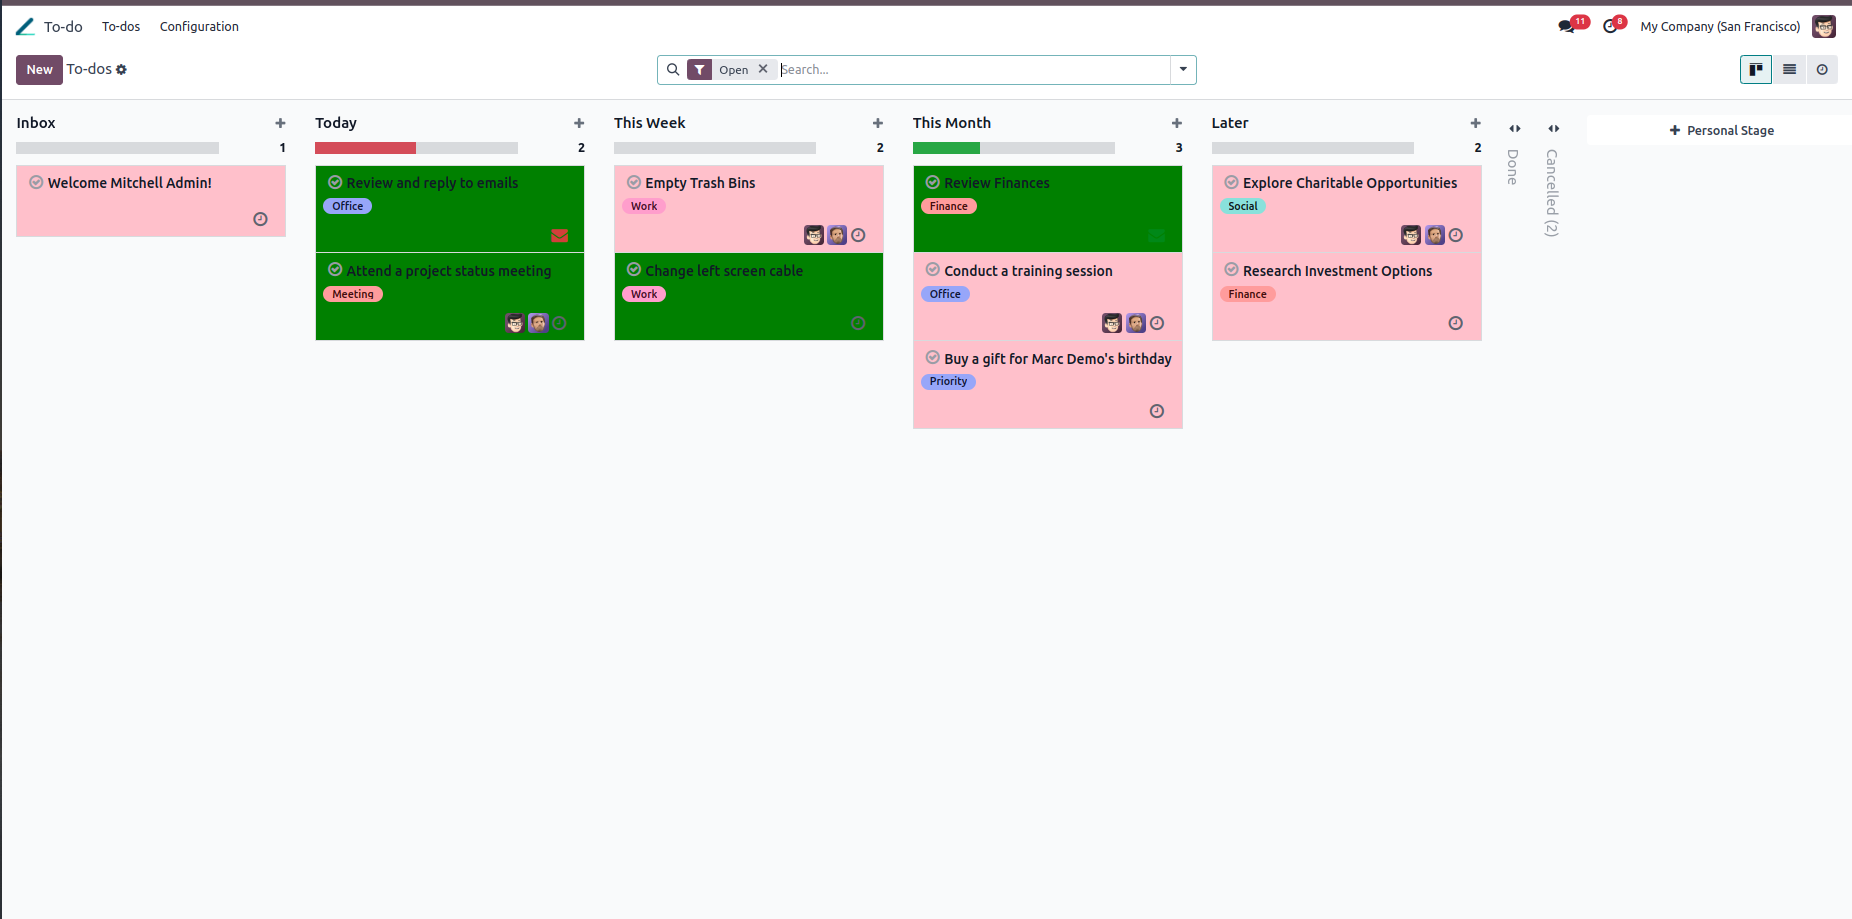 To-do To-dos Configuration 11 8 My Company (San Francisco)
New To-dos Open Search...
Inbox
1
Welcome Mitchell Admin!
Today
2
Review and reply to emails
Office
Attend a project status meeting
Meeting
This Week
2
Empty Trash Bins
Work
Change left screen cable
Work
This Month
3
Review Finances
Finance
Conduct a training session
Office
Buy a gift for Marc Demo's birthday
Priority
Later
2
Explore Charitable Opportunities
Social
Research Investment Options
Finance
Done
Cancelled (2)
Personal Stage